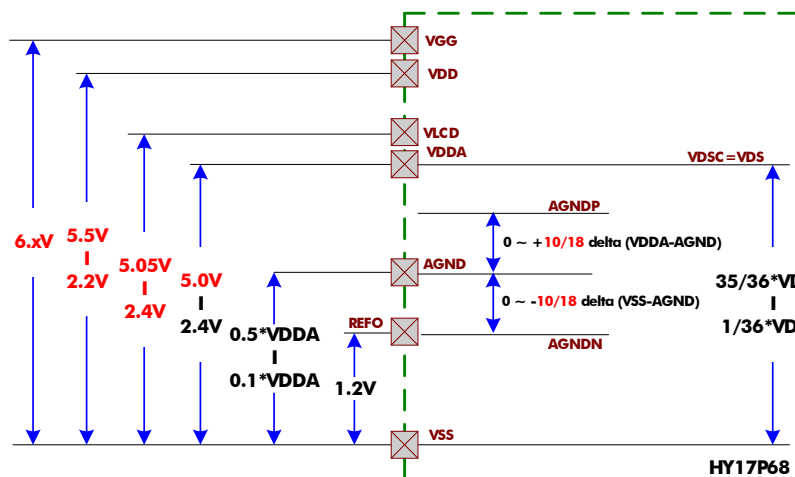 VGG
VDD
VLCD
VDDA
VDSC=VDS
AGNDP
0 ~ +10/18 delta (VDDA-AGND)
6.xV
5.5V
I
2.2V
5.05V
I
2.4V
5.0V
I
2.4V
AGND
0 ~ -10/18 delta (VSS-AGND)
35/36*VD
I
1/36*VD
0.5*VDDA
I
0.1*VDDA
REFO
AGNDN
1.2V
VSS
HY17P68